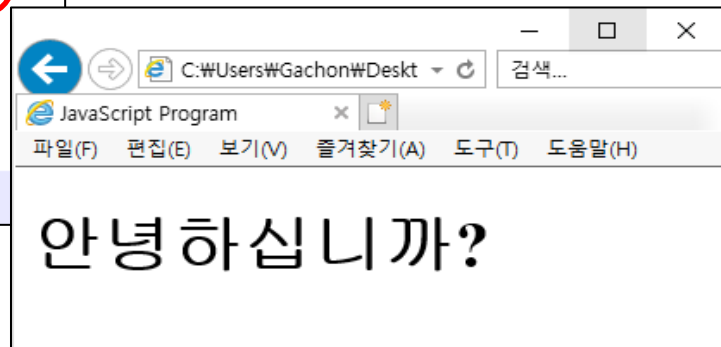 C:₩Users₩Gachon₩Deskt 검색...
JavaScript Program
파일(F) 편집(E) 보기(V) 즐겨찾기(A) 도구(T) 도움말(H)
안녕하십니까?